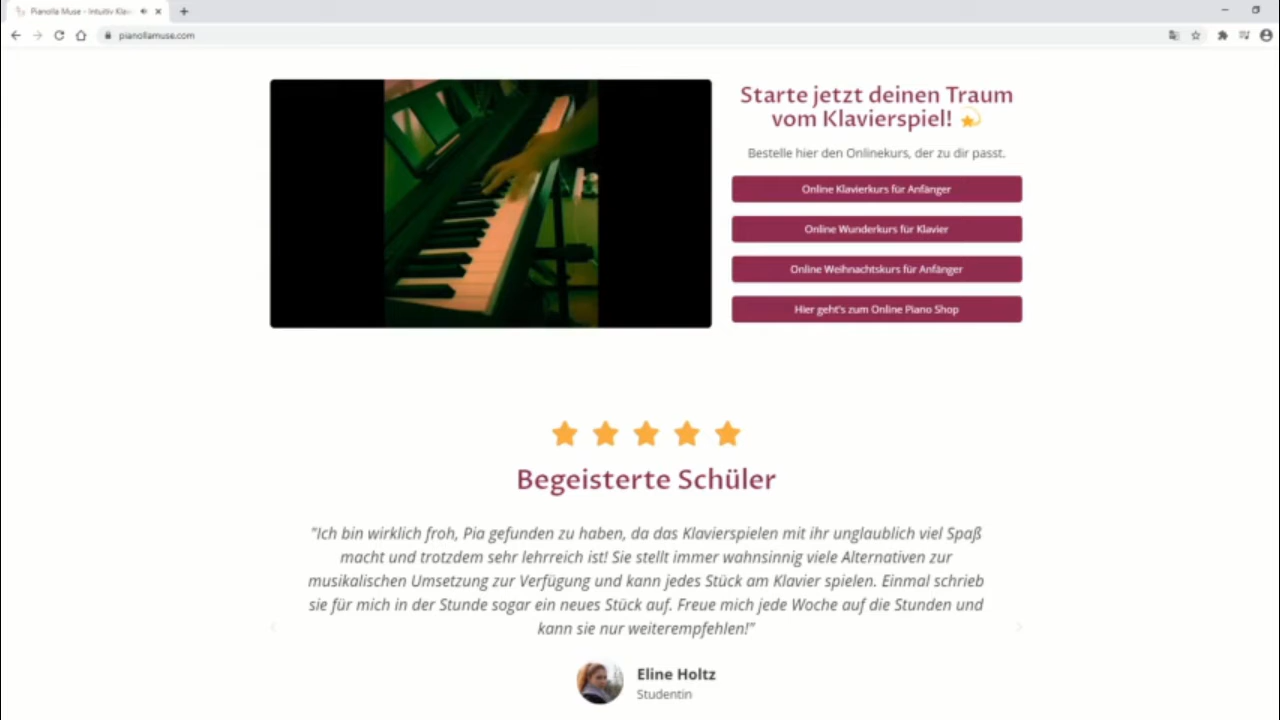 Pianolla Muse - Intuitiv Klav
pianollamuse.com
Starte jetzt deinen Traum
vom Klavierspiel! 💫
Bestelle hier den Onlinekurs, der zu dir passt.
Online Klavierkurs für Anfänger
Online Wunderkurs für Klavier
Online Weihnachtskurs für Anfänger
Hier geht's zum Online Piano Shop
Begeisterte Schüler
"Ich bin wirklich froh, Pia gefunden zu haben, da das Klavierspielen mit ihr unglaublich viel Spaß
macht und trotzdem sehr lehrreich ist! Sie stellt immer wahnsinnig viele Alternativen zur
musikalischen Umsetzung zur Verfügung und kann jedes Stück am Klavier spielen. Einmal schrieb
sie für mich in der Stunde sogar ein neues Stück auf. Freue mich jede Woche auf die Stunden und
kann sie nur weiterempfehlen!"
Eline Holtz
Studentin